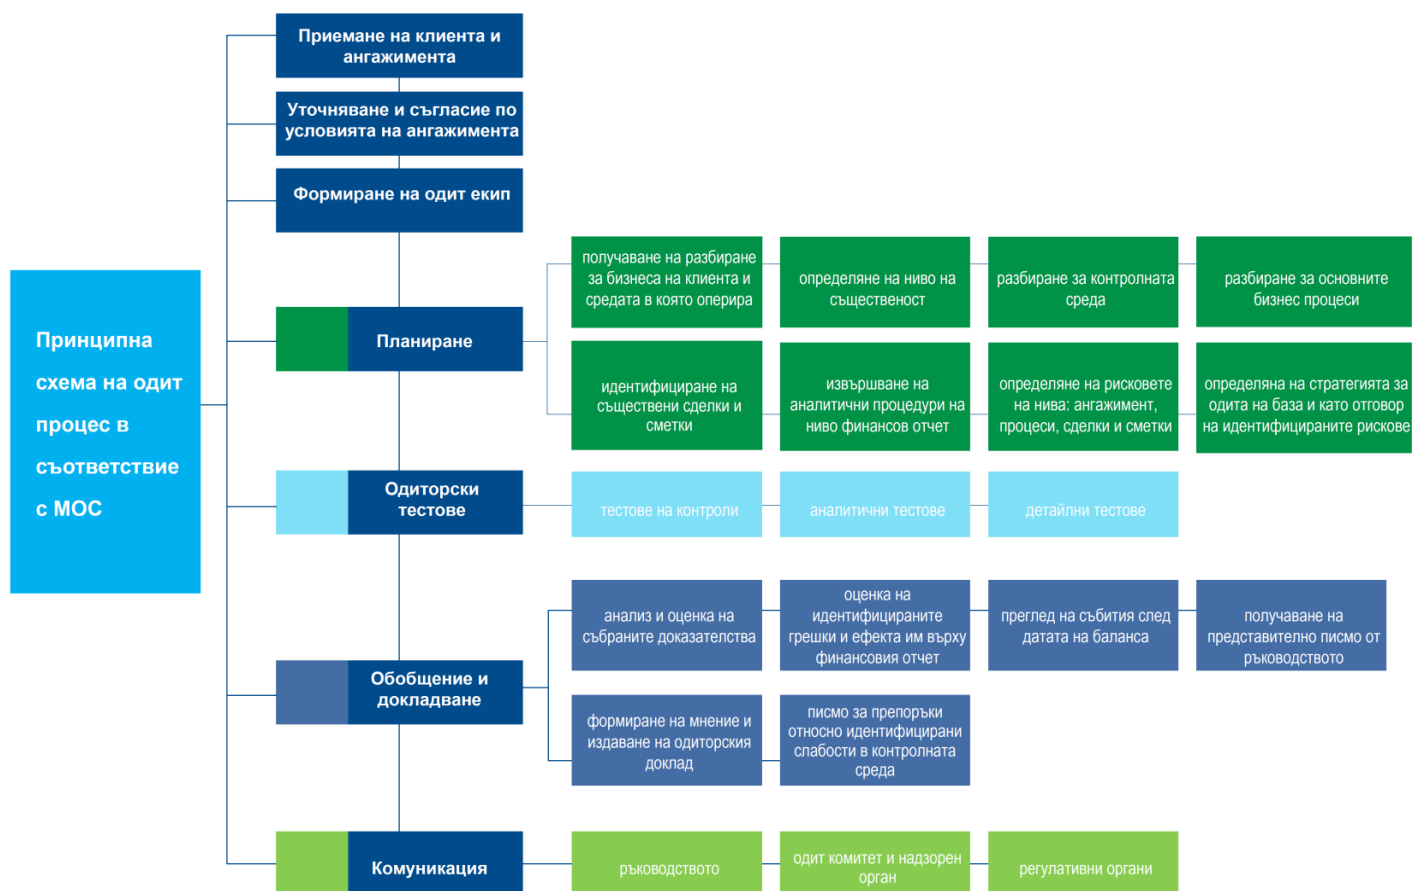 Приемане на клиента и
ангажимента
Уточняване и съгласие по
условията на ангажимента
Формиране на одит екип
Принципна
схема на одит
процес в
съответствие
с МОС
Планиране
получаване на разбиране
за бизнеса на клиента и
средата в която оперира
определяне на ниво на
същественост
разбиране за контролната
среда
разбиране за основните
бизнес процеси
идентифициране на
съществени сделки и
сметки
извършване на
аналитични процедури на
ниво финансов отчет
определяне на рисковете
на нива: ангажимент,
процеси, сделки и сметки
определяна на стратегията за
одита на база и като отговор
на идентифицираните рискове
Одиторски
тестове
тестове на контроли
аналитични тестове
детайлни тестове
Обобщение и
докладване
анализ и оценка на
събраните доказателства
оценка на
идентифицираните
грешки и ефекта им върху
финансовия отчет
преглед на събития след
датата на баланса
получаване на
представително писмо от
ръководството
формиране на мнение и
издаване на одиторския
доклад
писмо за препоръки
относно идентифицирани
слабости в контролната
среда
Комуникация
ръководството
одит комитет и надзорен
орган
регулативни органи